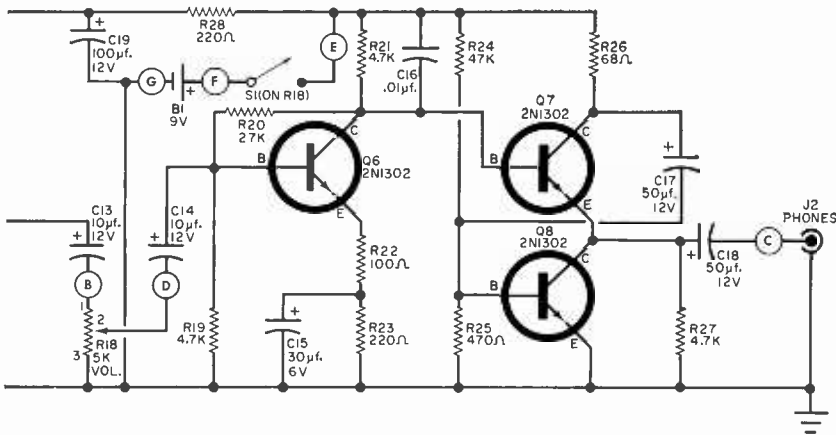 R28
220Ω
+
C19
100µf.
12V
G
+
B1
9V
F
S1(ON R18)
E
R21
4.7K
C16
.01µf.
R24
47K
R26
68Ω
R20
27K
C
B
Q6
2N1302
E
Q7
2N1302
C
B
E
+
C17
50µf.
12V
+
C13
10µf.
12V
B
+
C14
10µf.
12V
D
1
2
3
R18
5K
VOL.
R19
4.7K
R22
100Ω
+
C15
30µf.
6V
R23
220Ω
R25
470Ω
Q8
2N1302
C
B
E
+
C18
50µf.
12V
C
J2
PHONES
R27
4.7K